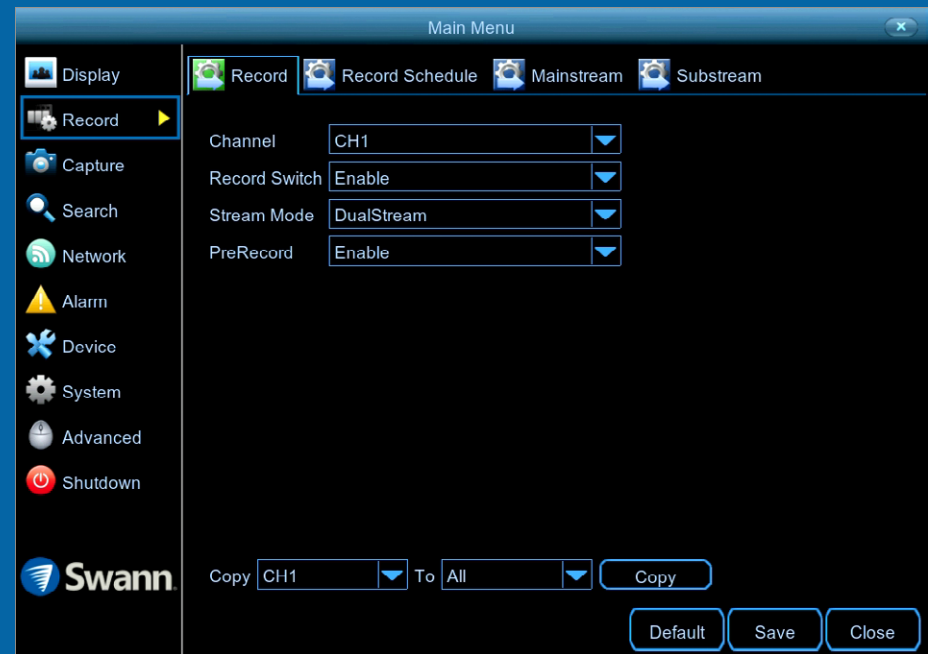 Main Menu
Display
Record
Capture
Search
Network
Alarm
Device
System
Advanced
Shutdown
Swann
Record Record Schedule Mainstream Substream
Channel CH1
Record Switch Enable
Stream Mode DualStream
PreRecord Enable
Copy CH1 To All Copy
Default Save Close